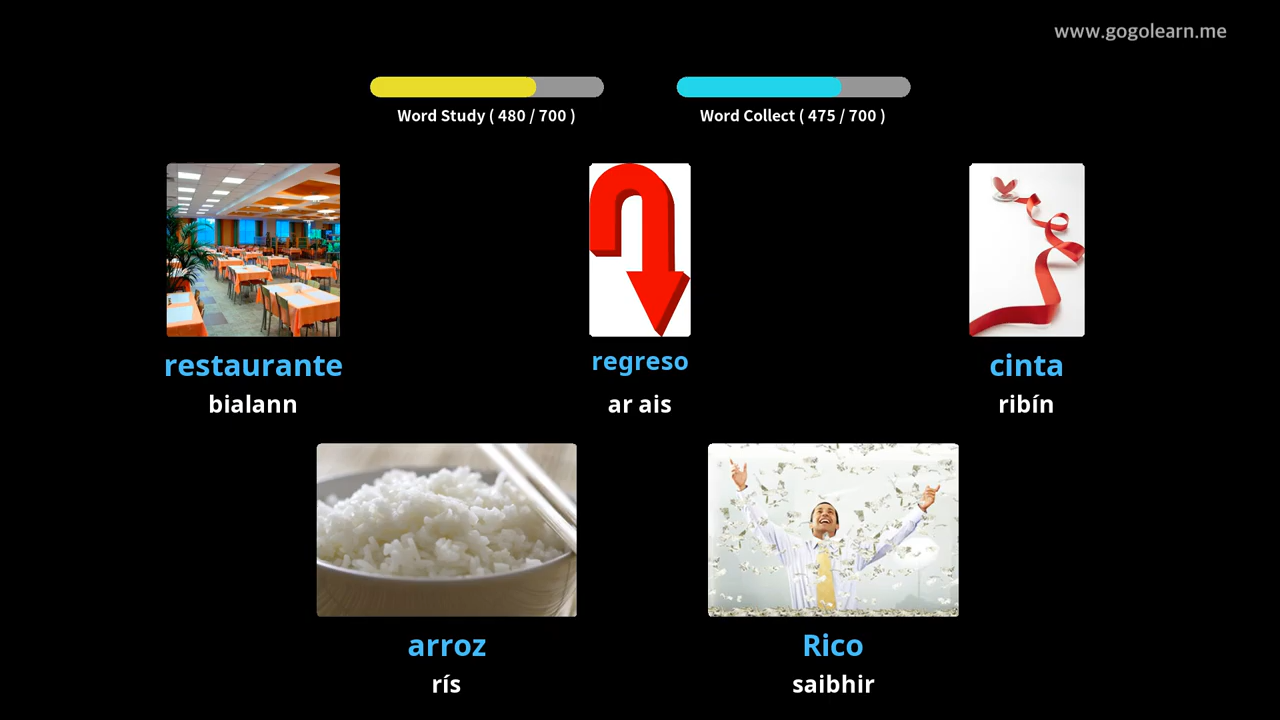 www.gogolearn.me
Word Study ( 480 / 700 )
Word Collect ( 475 / 700 )
restaurante
bialann
regreso
ar ais
cinta
ribín
arroz
rís
Rico
saibhir